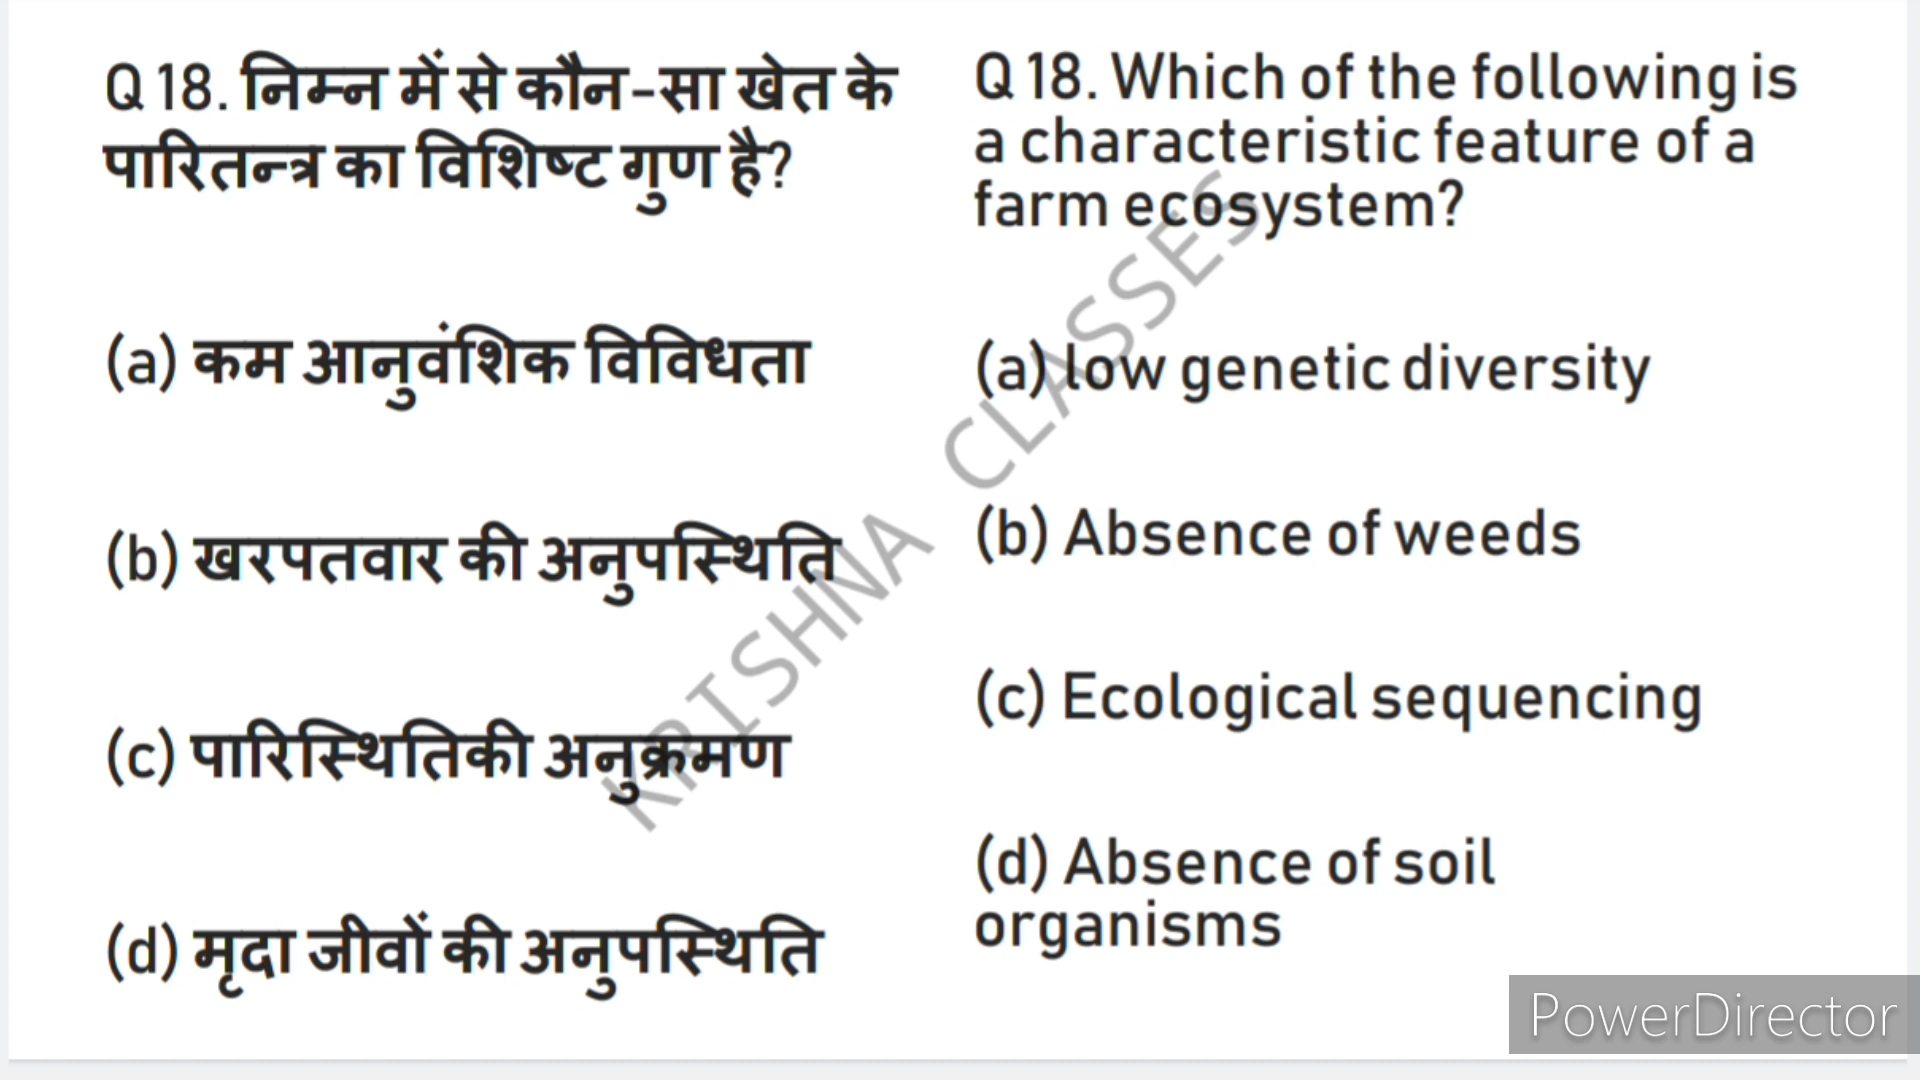 Q 18. निम्न में से कौन-सा खेत के
पारितन्त्र का विशिष्ट गुण है?
(a) कम आनुवंशिक विविधता
(b) खरपतवार की अनुपस्थिति
(c) पारिस्थितिकी अनुक्रमण
(d) मृदा जीवों की अनुपस्थिति
Q 18. Which of the following is
a characteristic feature of a
farm ecosystem?
(a) low genetic diversity
(b) Absence of weeds
(c) Ecological sequencing
(d) Absence of soil
organisms
KRISHNA CLASSES
PowerDirector